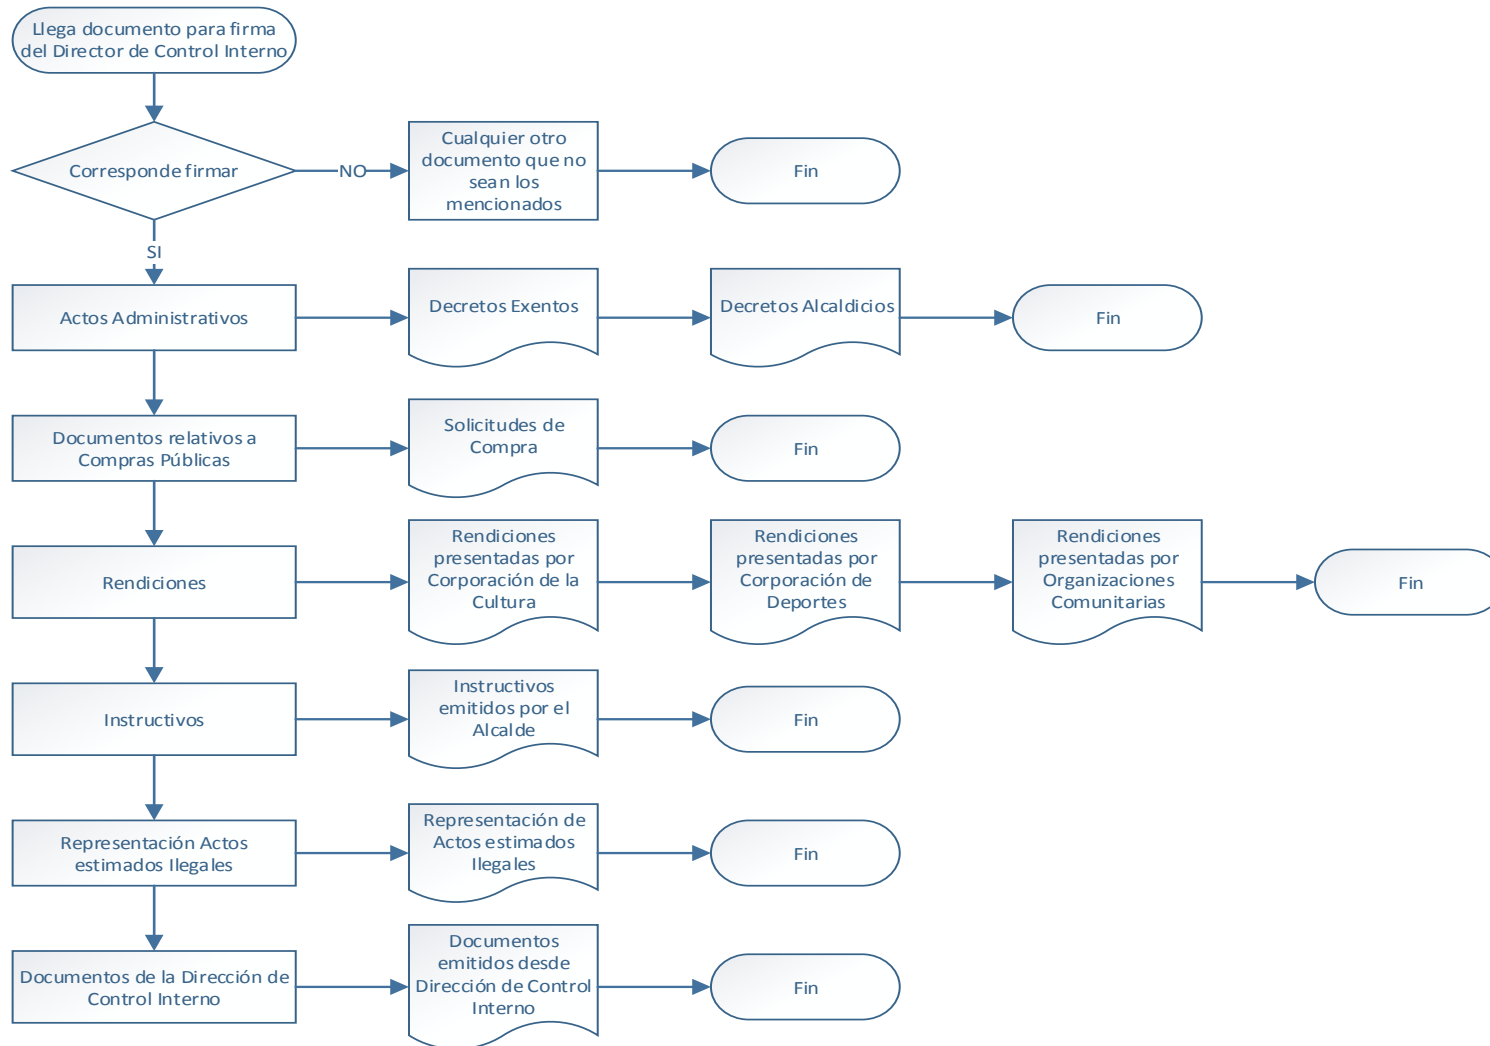 Llega documento para firma
del Director de Control Interno
Corresponde firmar
NO
Cualquier otro
documento que no
sean los
mencionados
Fin
SI
Actos Administrativos
Decretos Exentos
Decretos Alcaldicios
Fin
Documentos relativos a
Compras Públicas
Solicitudes de
Compra
Fin
Rendiciones
Rendiciones
presentadas por
Corporación de la
Cultura
Rendiciones
presentadas por
Corporación de
Deportes
Rendiciones
presentadas por
Organizaciones
Comunitarias
Fin
Instructivos
Instructivos
emitidos por el
Alcalde
Fin
Representación Actos
estimados Ilegales
Representación de
Actos estimados
Ilegales
Fin
Documentos de la Dirección de
Control Interno
Documentos
emitidos desde
Dirección de Control
Interno
Fin